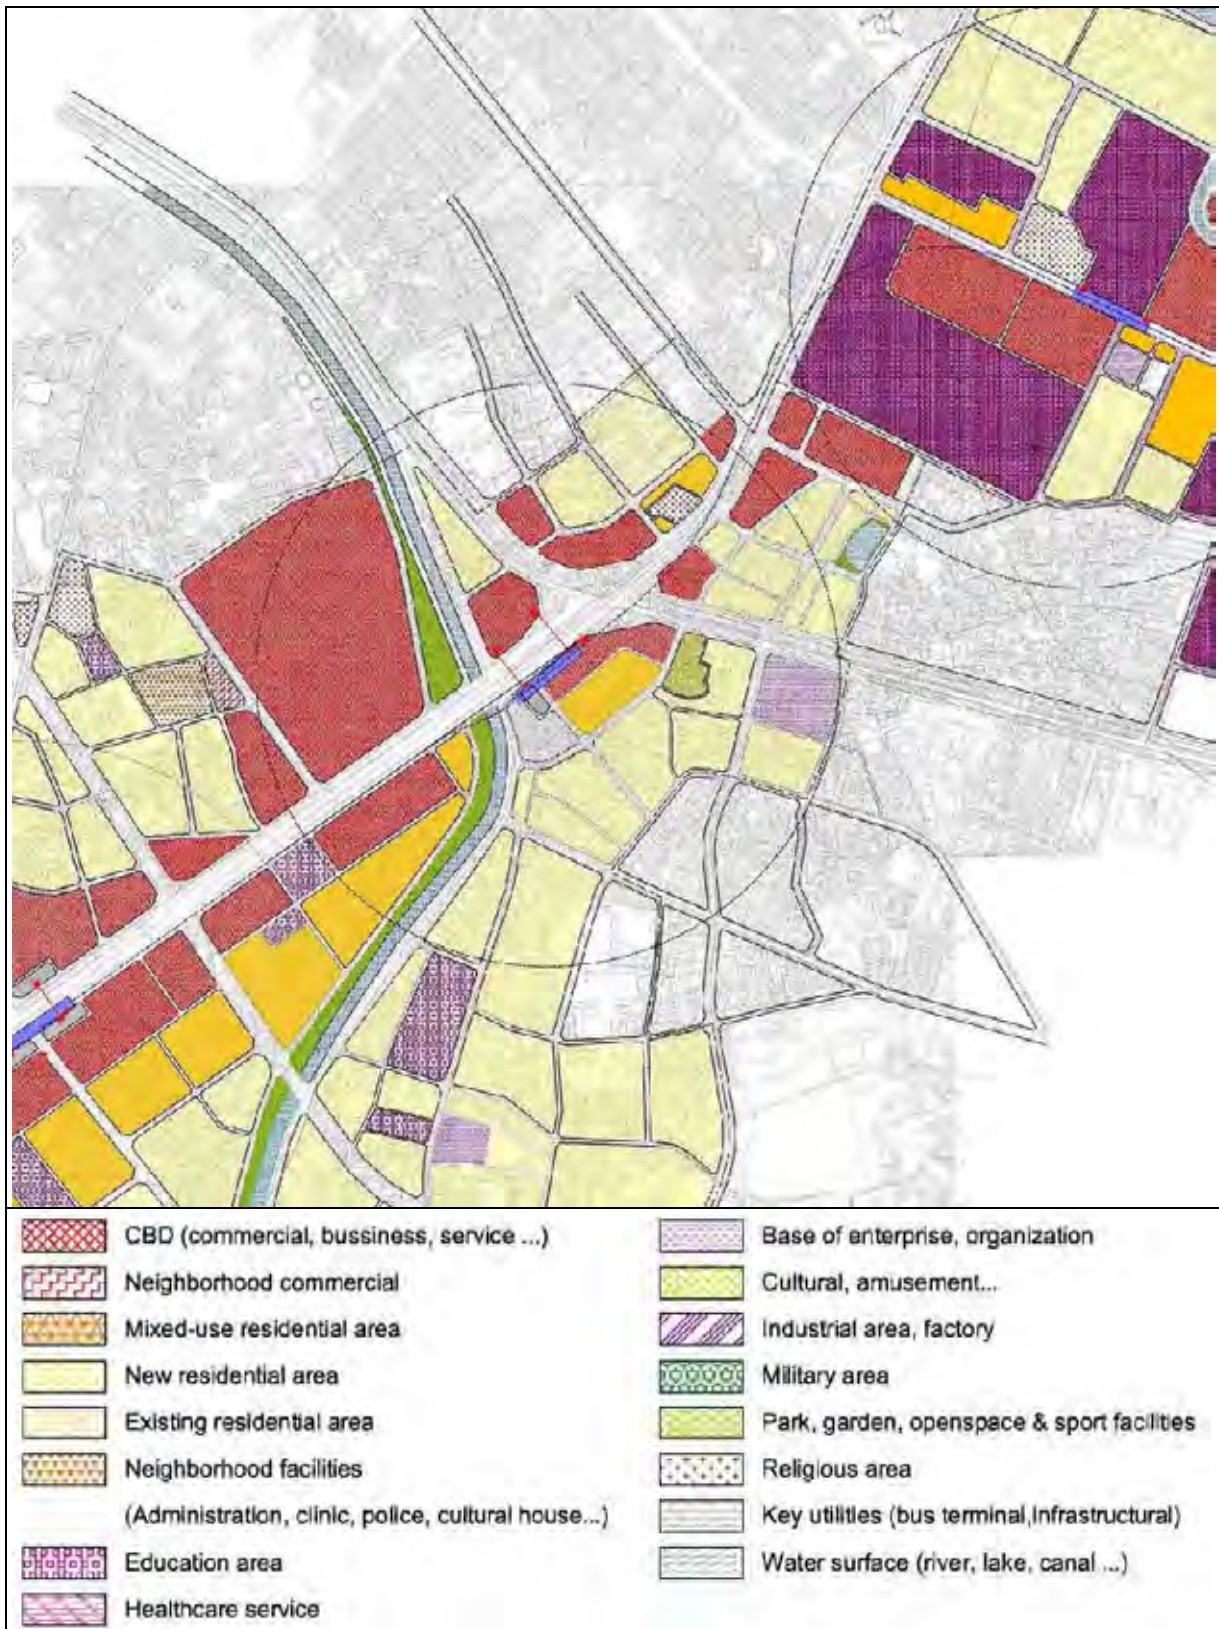 CBD (commercial, bussiness, service ...)
Neighborhood commercial
Mixed-use residential area
New residential area
Existing residential area
Neighborhood facilities
(Administration, clinic, police, cultural house...)
Education area
Healthcare service
Base of enterprise, organization
Cultural, amusement...
Industrial area, factory
Military area
Park, garden, openspace & sport facilities
Religious area
Key utilities (bus terminal,infrastructural)
Water surface (river, lake, canal ...)